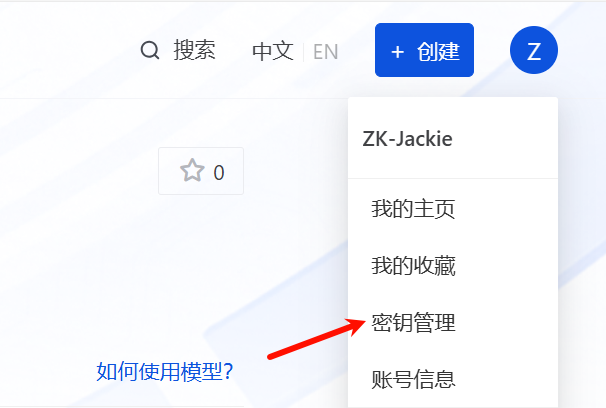 搜索 中文 EN + 创建 Z
ZK-Jackie
0
我的主页
我的收藏
密钥管理
如何使用模型?
账号信息